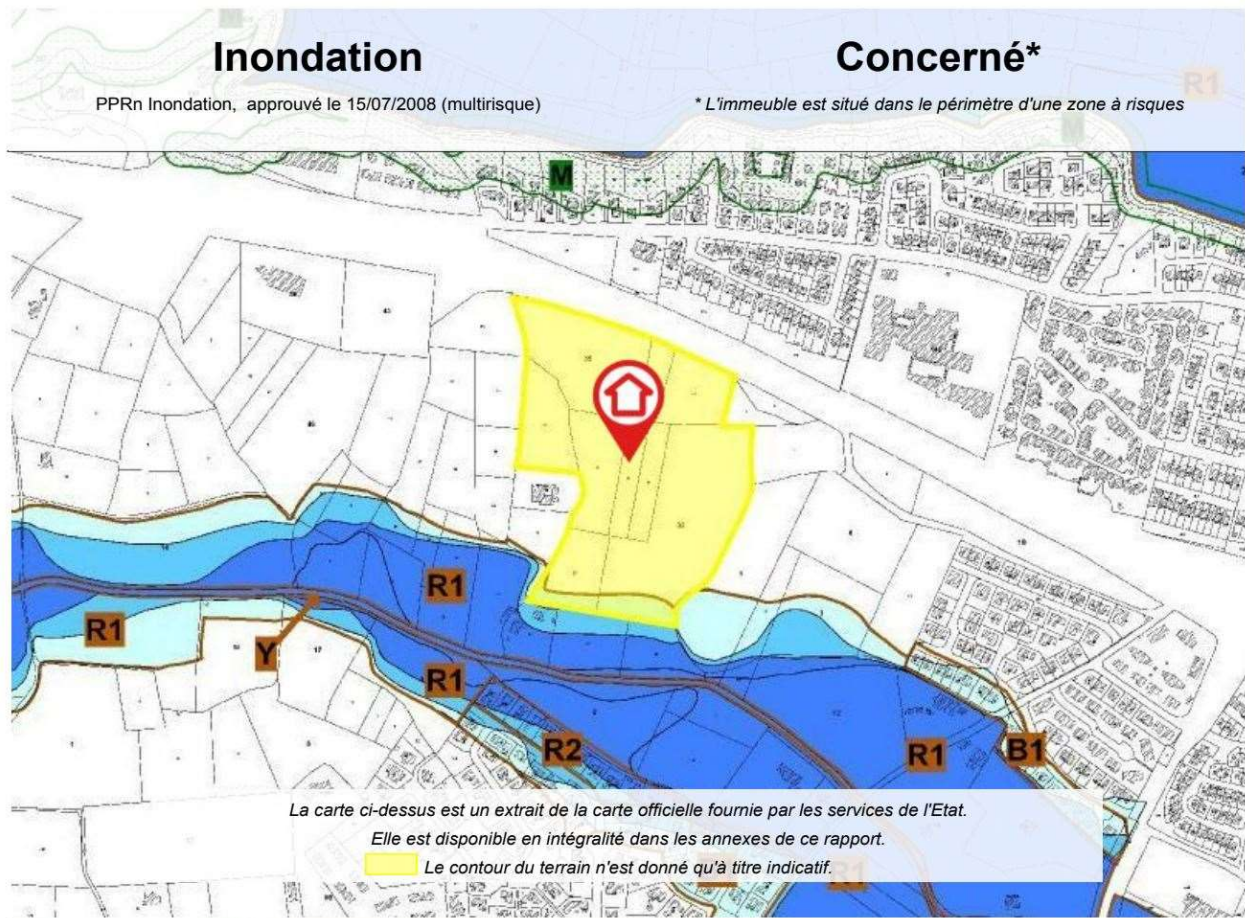 Inondation
Concerné*
PPRn Inondation, approuvé le 15/07/2008 (multirisque)
* L'immeuble est situé dans le périmètre d'une zone à risques
R1
M
M
M
R1
R1
Y
R1
R2
R1
B1
La carte ci-dessus est un extrait de la carte officielle fournie par les services de l'Etat.
Elle est disponible en intégralité dans les annexes de ce rapport.
Le contour du terrain n'est donné qu'à titre indicatif.
R1